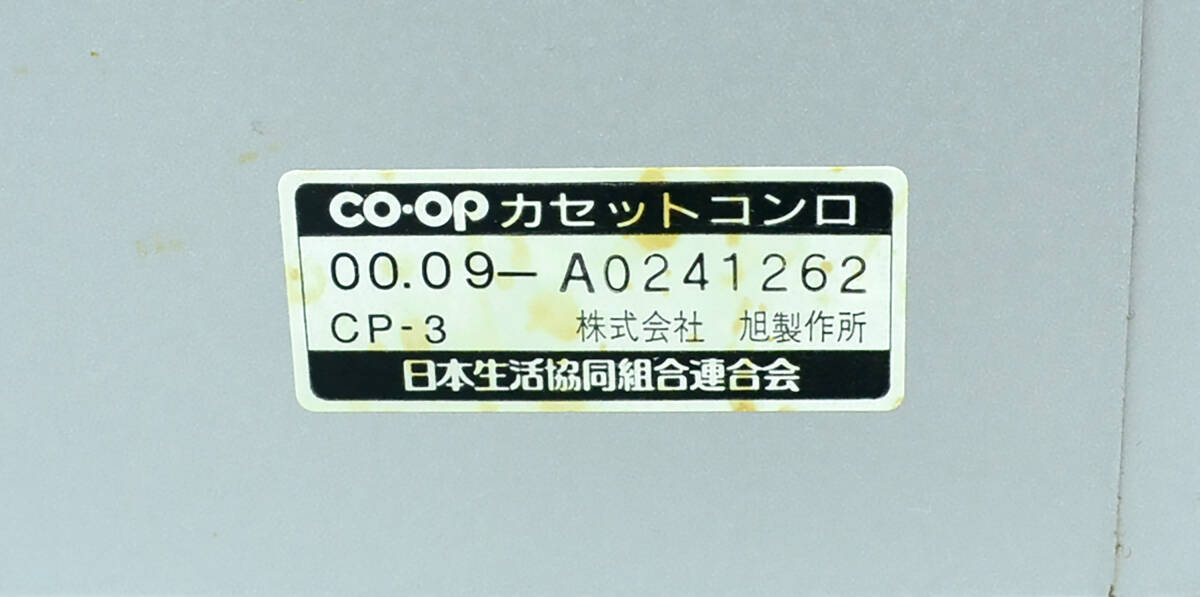 CO·OP カセットコンロ
00.09－A0241262
CP-3 株式会社 旭製作所
日本生活協同組合連合会